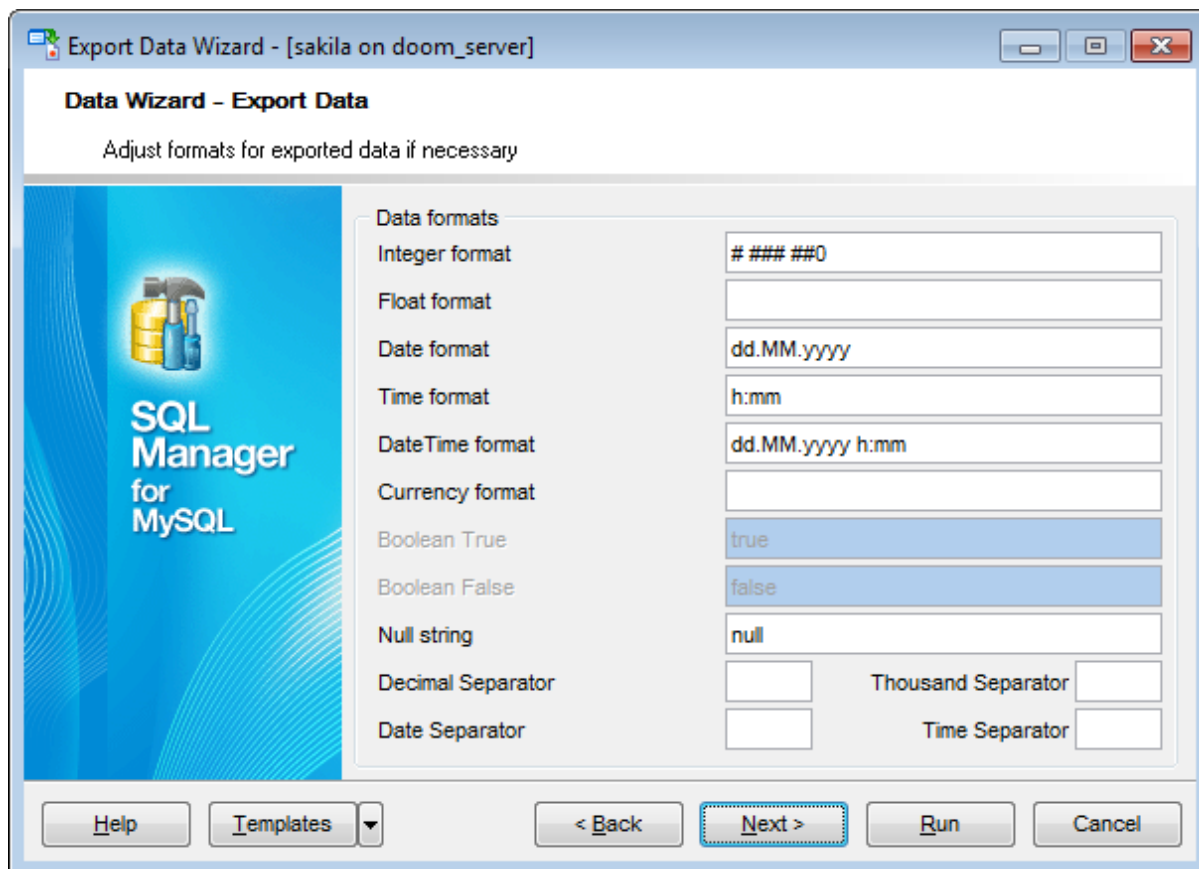 Export Data Wizard - [sakila on doom_server]
Data Wizard - Export Data
Adjust formats for exported data if necessary
SQL
Manager
for
MySQL
Data formats
Integer format # ### ##0
Float format
Date format dd.MM.yyyy
Time format h:mm
DateTime format dd.MM.yyyy h:mm
Currency format
Boolean True true
Boolean False false
Null string null
Decimal Separator Thousand Separator
Date Separator Time Separator
Help Templates < Back Next > Run Cancel